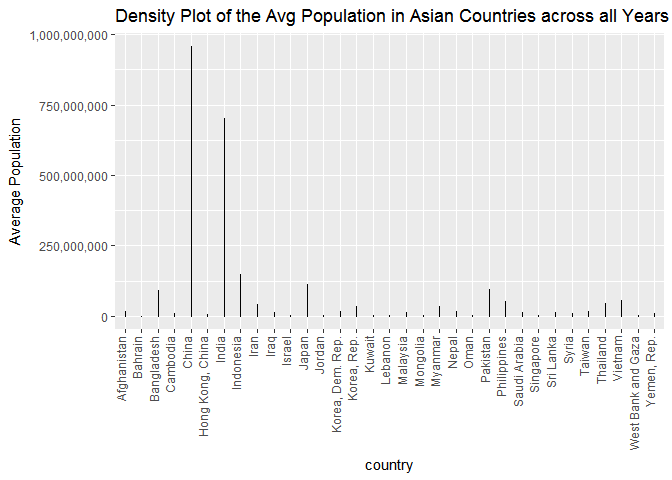 Density Plot of the Avg Population in Asian Countries across all Years
1,000,000,000
750,000,000
500,000,000
250,000,000
0
Average Population
Afghanistan
Bahrain
Bangladesh
Cambodia
China
Hong Kong, China
India
Indonesia
Iran
Iraq
Israel
Japan
Jordan
Korea, Dem. Rep.
Korea, Rep.
Kuwait
Lebanon
Malaysia
Mongolia
Myanmar
Nepal
Oman
Pakistan
Philippines
Saudi Arabia
Singapore
Sri Lanka
Syria
Taiwan
Thailand
Vietnam
West Bank and Gaza
Yemen, Rep.
country